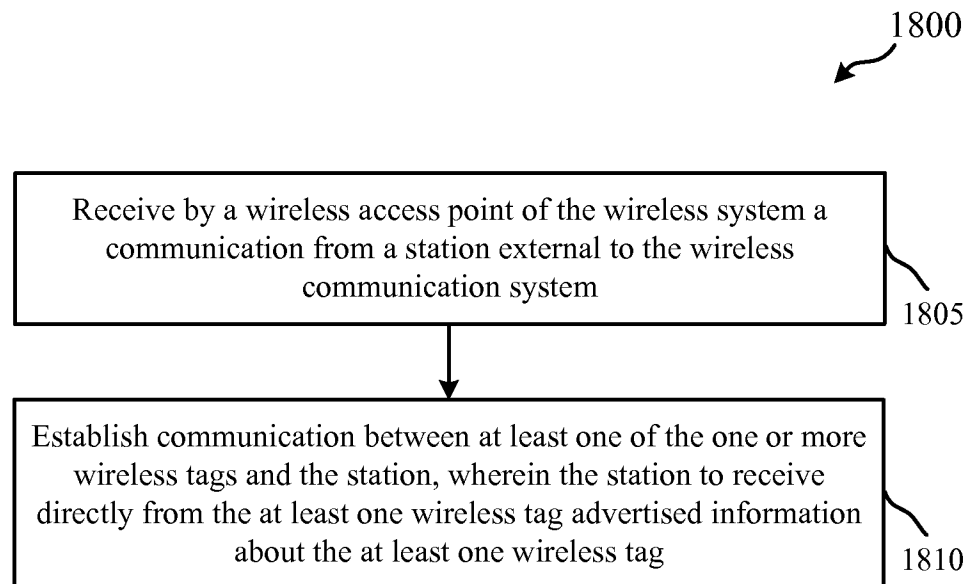 1800
Receive by a wireless access point of the wireless system a
communication from a station external to the wireless
communication system
1805
Establish communication between at least one of the one or more
wireless tags and the station, wherein the station to receive
directly from the at least one wireless tag advertised information
about the at least one wireless tag
1810